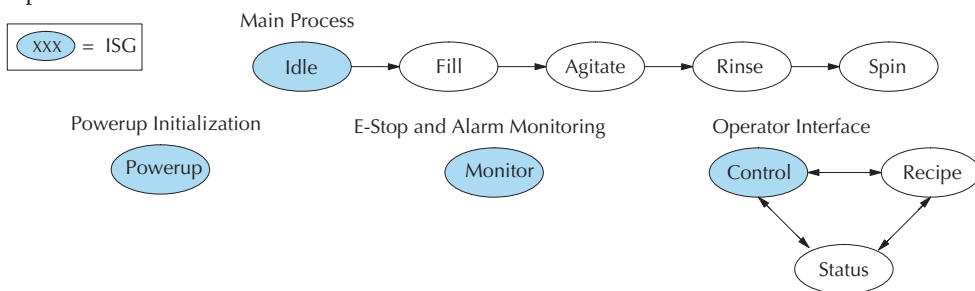 Main Process
xxx = ISG
Idle Fill Agitate Rinse Spin
Powerup Initialization E-Stop and Alarm Monitoring Operator Interface
Powerup Monitor Control Recipe
Status